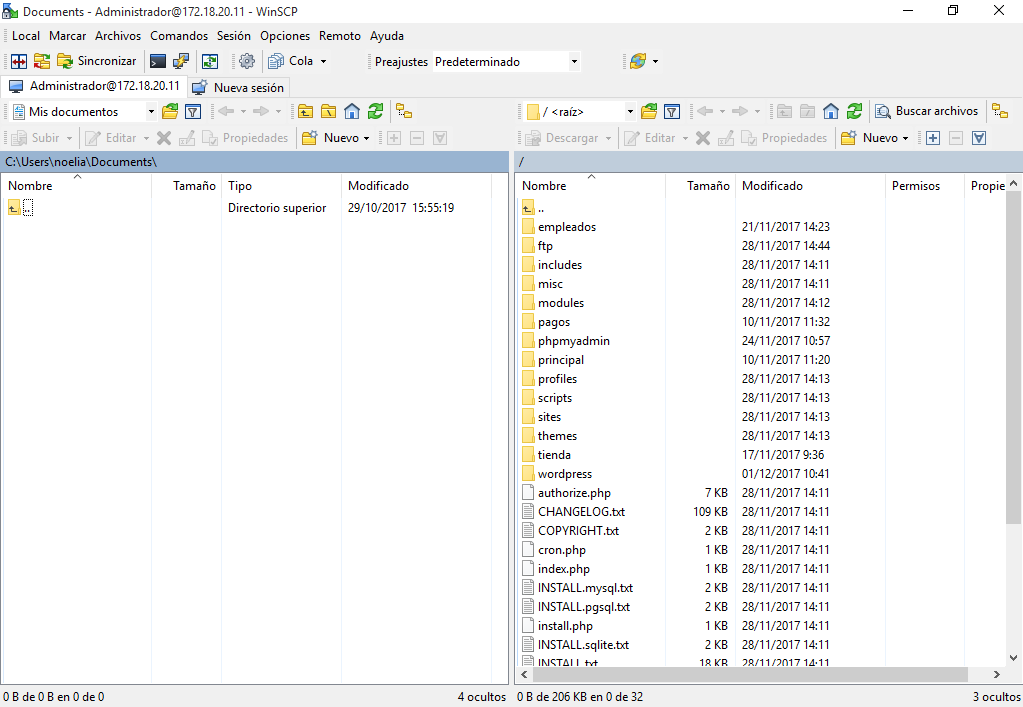 Documents - Administrador@172.18.20.11 - WinSCP
Local Marcar Archivos Comandos Sesión Opciones Remoto Ayuda
Sincronizar Cola Preajustes Predeterminado
Administrador@172.18.20.11 Nueva sesión
Mis documentos / <raíz> Buscar archivos
Subir Editar Propiedades Nuevo Descargar Editar Propiedades Nuevo
C:\Users\noelia\Documents\ /
Nombre Tamaño Tipo Modificado
.. Directorio superior 29/10/2017 15:55:19
Nombre Tamaño Modificado Permisos Propie
..
empleados 21/11/2017 14:23
ftp 28/11/2017 14:44
includes 28/11/2017 14:11
misc 28/11/2017 14:11
modules 28/11/2017 14:12
pagos 10/11/2017 11:32
phpmyadmin 24/11/2017 10:57
principal 10/11/2017 11:20
profiles 28/11/2017 14:13
scripts 28/11/2017 14:13
sites 28/11/2017 14:13
themes 28/11/2017 14:13
tienda 17/11/2017 9:36
wordpress 01/12/2017 10:41
authorize.php 7 KB 28/11/2017 14:11
CHANGELOG.txt 109 KB 28/11/2017 14:11
COPYRIGHT.txt 2 KB 28/11/2017 14:11
cron.php 1 KB 28/11/2017 14:11
index.php 1 KB 28/11/2017 14:11
INSTALL.mysql.txt 2 KB 28/11/2017 14:11
INSTALL.pgsql.txt 2 KB 28/11/2017 14:11
install.php 1 KB 28/11/2017 14:11
INSTALL.sqlite.txt 2 KB 28/11/2017 14:11
INSTALL.txt 18 KB 28/11/2017 14:11
0 B de 0 B en 0 de 0 4 ocultos 0 B de 206 KB en 0 de 32 3 ocultos